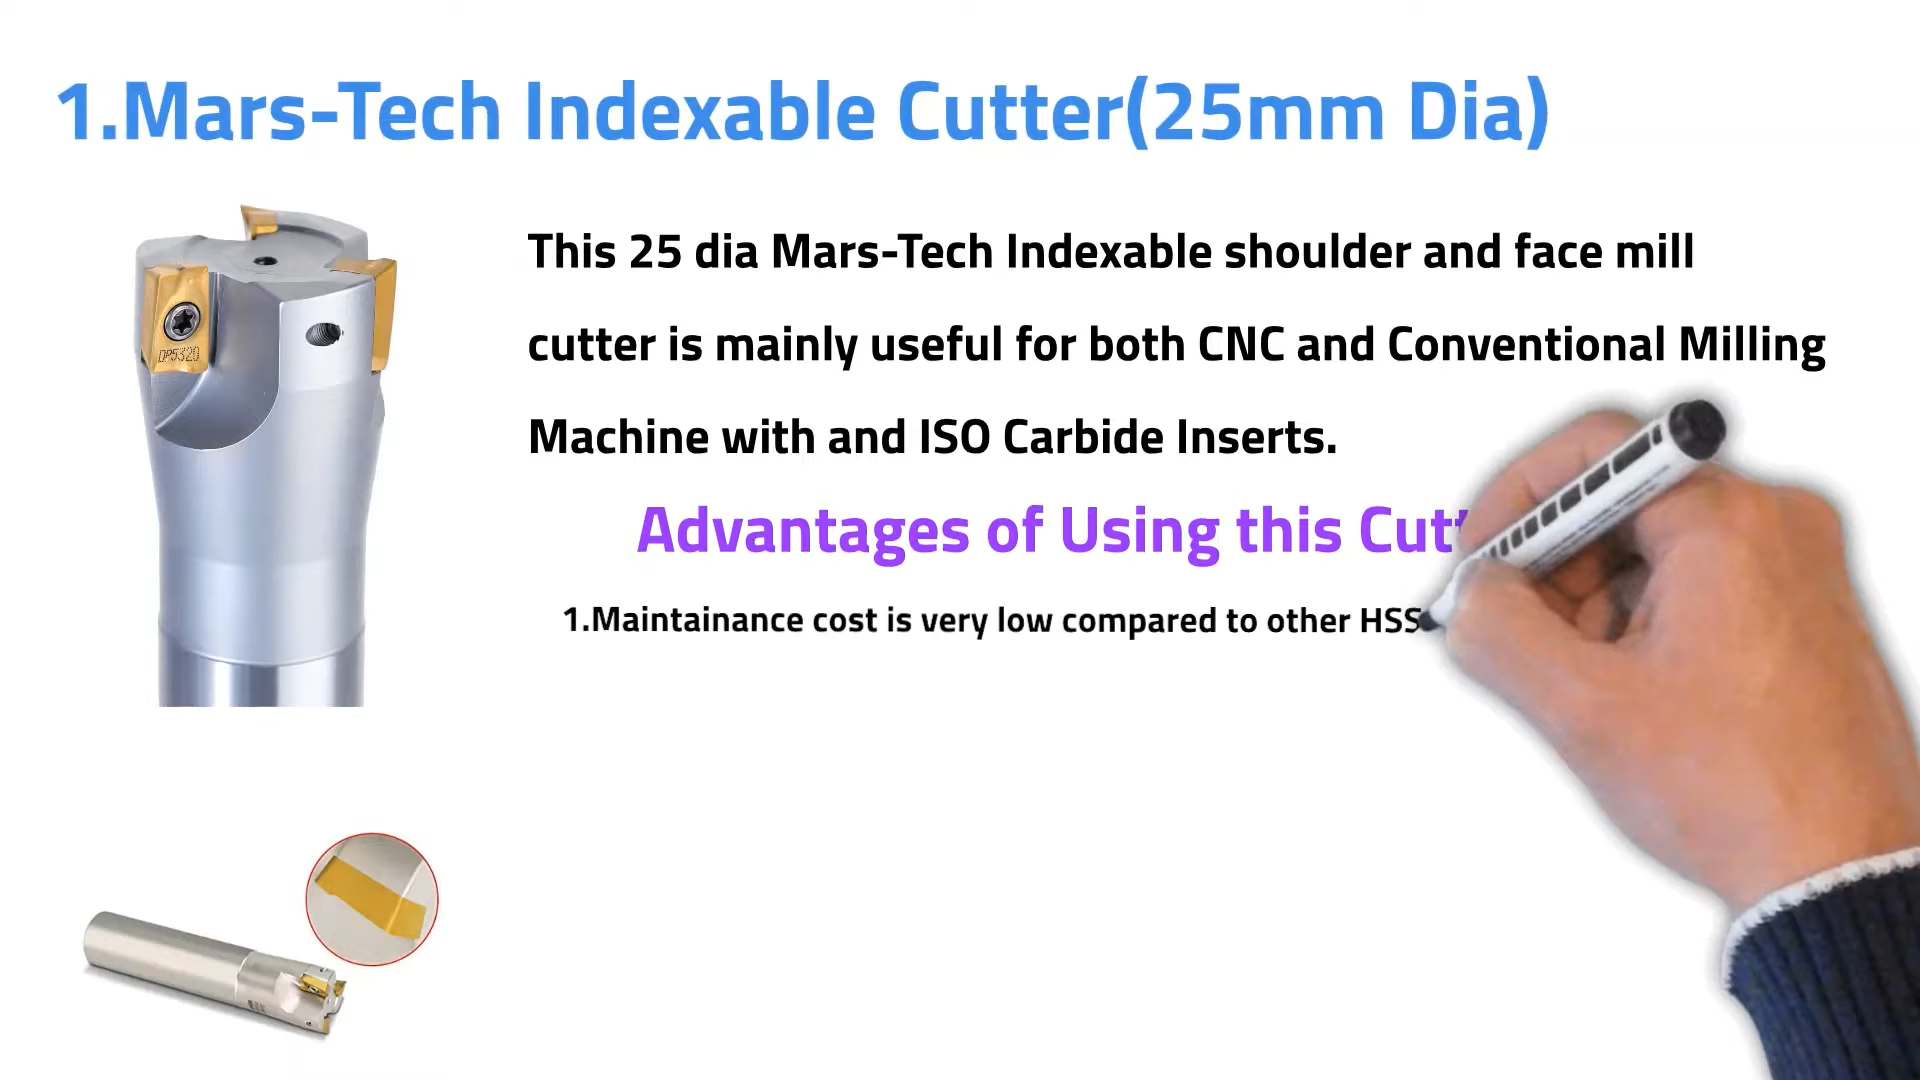 1.Mars-Tech Indexable Cutter(25mm Dia)
This 25 dia Mars-Tech Indexable shoulder and face mill
cutter is mainly useful for both CNC and Conventional Milling
Machine with and ISO Carbide Inserts.
Advantages of Using this
1.Maintainance cost is very low compared to other HSS
DP5320